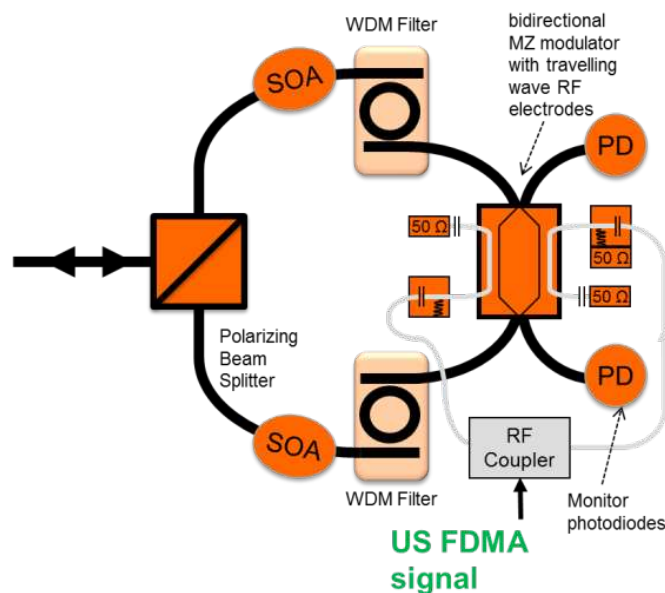 WDM Filter
bidirectional
MZ modulator
with travelling
wave RF
electrodes
SOA
PD
50 Ω
50 Ω
50 Ω
Polarizing
Beam
Splitter
PD
RF
Coupler
SOA
WDM Filter
Monitor
photodiodes
US FDMA
signal